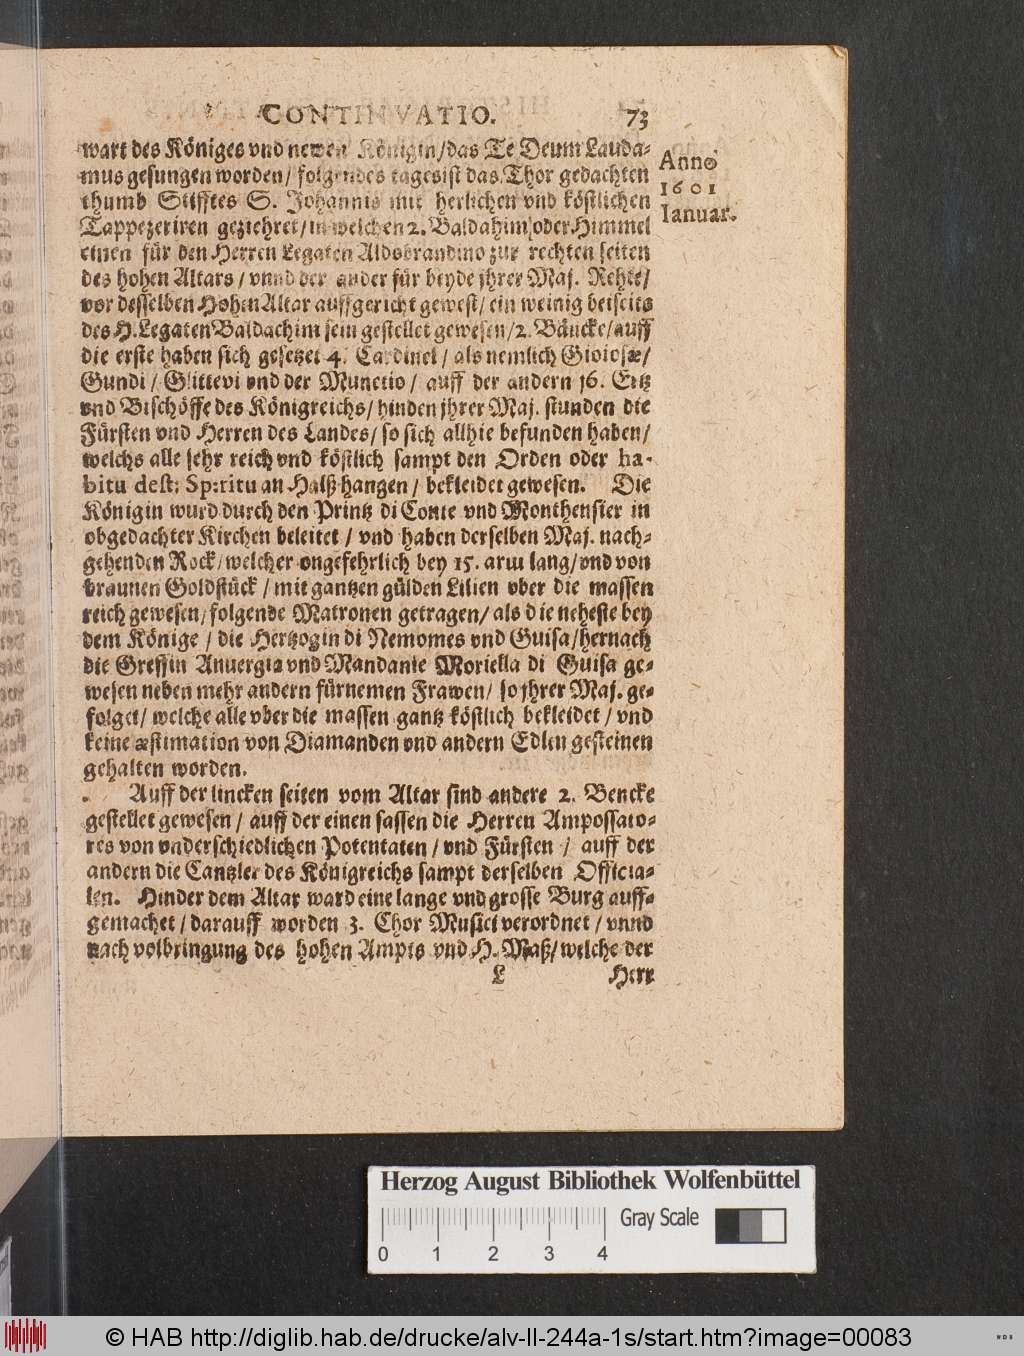 CONTINVATIO. 73
wart des Königes vnd newen Königin/das Te Deum Lauda-
mus gesungen worden/ folgendes tages ist das Thor gedachten
thumb Stifftes S. Johannis mit herlichen vnd köstlichen
Tappezeriren geziehret/in welchen 2. Baldahim oder Himmel
einen für den Herren Legaten Aldobrandino zur rechten seiten
des hohen Altars / vnnd der ander für beyde jhrer Maj. Rehte/
vor desselben Hohen Altar auffgericht gewest/ ein weinig beiseits
des H. Legaten Baldachim sein gestellet gewesen/2. Bäncke/auff
die erste haben sich gesetzet 4. Cardinel / als nemlich Gioiosæ/
Gundi / Glittevi vnd der Munctio / auff der andern 16. Ertz
vnd Bischöffe des Königreichs/ hinden jhrer Maj. stunden die
Fürsten vnd Herren des Landes/ so sich allhie befunden haben/
welchs alle sehr reich vnd köstlich sampt den Orden oder ha-
bitu dest: Spiritu an Halß hangen / bekleidet gewesen. Die
Königin wurd durch den Printz di Conte vnd Monthensier in
obgedachter Kirchen beleitet / vnd haben derselben Maj. nach-
gehenden Rock/welcher ongefehrlich bey 15. arm lang/vnd von
braunen Goldstück / mit gantzen gülden Lilien vber die massen
reich gewesen/ folgende Matronen getragen/ als die neheste bey
dem Könige / die Hertzogin di Nemomes vnd Guisa/hernach
die Greffin Anvergia vnd Mandanie Moriella di Guisa ge-
wesen neben mehr andern fürnemen Frawen/ so jhrer Maj. ge-
folget/ welche alle vber die massen gantz köstlich bekleidet / vnd
keine æstimation von Diamanden vnd andern Edlen gesteinen
gehalten worden.
Auff der lincken seiten vom Altar sind andere 2. Bencke
gestellet gewesen / auff der einen sassen die Herren Ampossato-
res von vnderschiedlichen Potentaten / vnd Fürsten / auff der
andern die Cantzler des Königreichs sampt derselben Officia-
len. Hinder dem Altar ward eine lange vnd grosse Burg auff-
gemachet / darauff worden 3. Chor Musici verordnet / vnnd
nach volbringung des hohen Ampts vnd H. Maß/ welche der
L Herr
Anno
1601
Ianuar.
Herzog August Bibliothek Wolfenbüttel
0 1 2 3 4 Gray Scale
© HAB http://diglib.hab.de/drucke/alv-ll-244a-1s/start.htm?image=00083
WDB